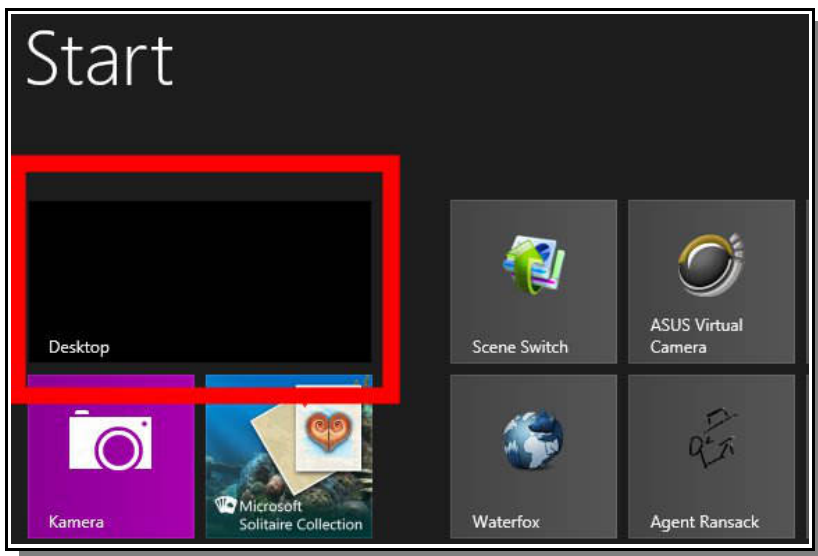 Start
Desktop
Scene Switch
ASUS Virtual
Camera
Kamera
Microsoft
Solitaire Collection
Waterfox
Agent Ransack